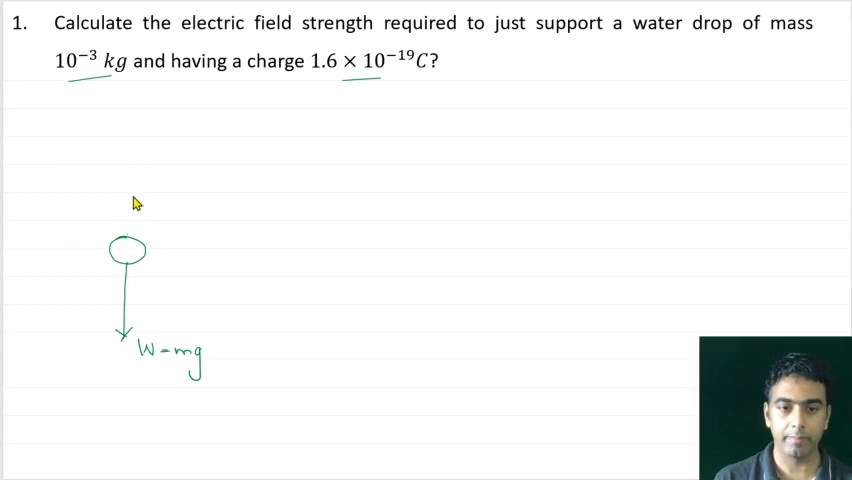 1. Calculate the electric field strength required to just support a water drop of mass
10⁻³ kg and having a charge 1.6 × 10⁻¹⁹C?
W=mg